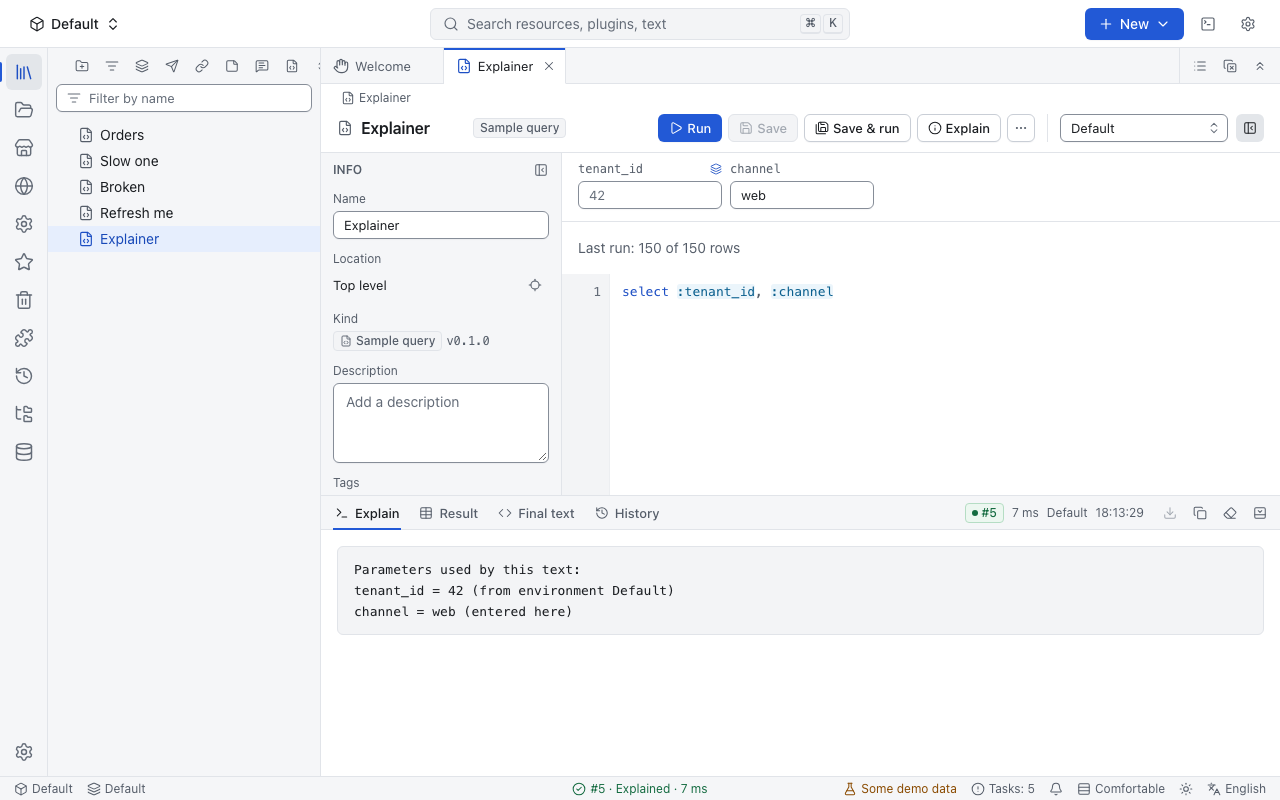 Default
Search resources, plugins, text
⌘ K
New
Filter by name
Orders
Slow one
Broken
Refresh me
Explainer
Welcome
Explainer
Explainer
Explainer
Sample query
Run
Save
Save & run
Explain
Default
INFO
Name
Explainer
Location
Top level
Kind
Sample query v0.1.0
Description
Add a description
Tags
tenant_id
channel
42
web
Last run: 150 of 150 rows
1 select :tenant_id, :channel
Explain
Result
Final text
History
#5 7 ms Default 18:13:29
Parameters used by this text:
tenant_id = 42 (from environment Default)
channel = web (entered here)
Default
Default
#5 · Explained · 7 ms
Some demo data
Tasks: 5
Comfortable
English